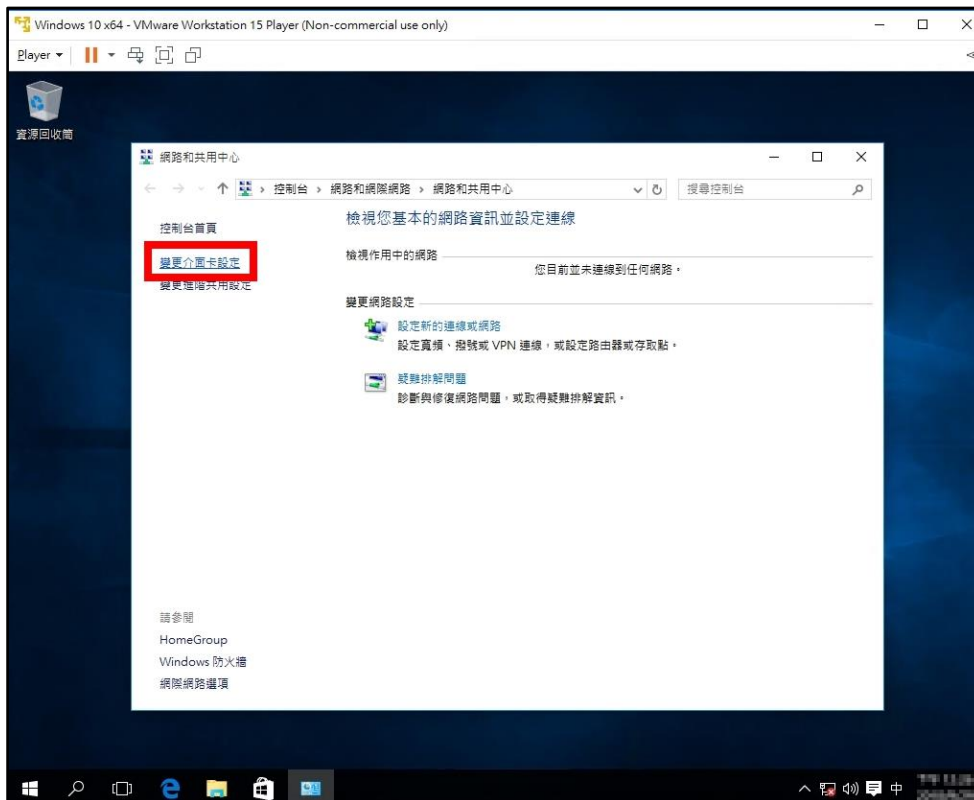 Windows 10 x64 - VMware Workstation 15 Player (Non-commercial use only)
Player
資源回收筒
網路和共用中心
控制台 › 網路和網際網路 › 網路和共用中心
搜尋控制台
控制台首頁
變更介面卡設定
變更進階共用設定
檢視您基本的網路資訊並設定連線
檢視作用中的網路
您目前並未連線到任何網路。
變更網路設定
設定新的連線或網路
設定寬頻、撥號或 VPN 連線,或設定路由器或存取點。
疑難排解問題
診斷與修復網路問題,或取得疑難排解資訊。
請參閱
HomeGroup
Windows 防火牆
網際網路選項
中